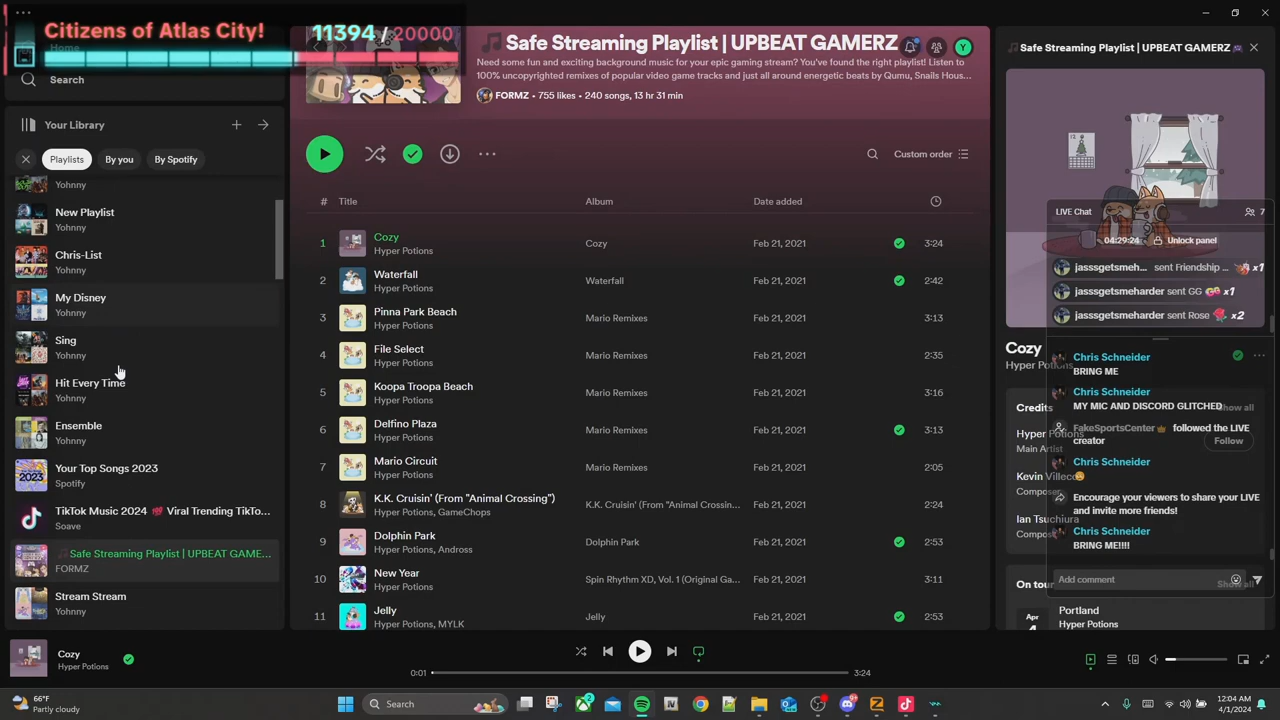 Citizens of Atlas City!
11394 / 20000
Home
Search
Your Library
Playlists
By you
By Spotify
Yohnny
New Playlist
Yohnny
Chris-List
Yohnny
My Disney
Yohnny
Sing
Yohnny
Hit Every Time
Yohnny
Ensemble
Yohnny
Your Top Songs 2023
Spotify
TikTok Music 2024 💯 Viral Trending TikTo...
Soave
🎵Safe Streaming Playlist | UPBEAT GAME...
FORMZ
Stream Stream
Yohnny
🎵 Safe Streaming Playlist | UPBEAT GAMERZ
Need some fun and exciting background music for your epic gaming stream? You've found the right playlist! Listen to
100% uncopyrighted remixes of popular video game tracks and just all around energetic beats by Qumu, Snails Hous...
FORMZ • 755 likes • 240 songs, 13 hr 31 min
Y
Custom order
# Title Album Date added
1 Cozy Cozy Feb 21, 2021 3:24
Hyper Potions
2 Waterfall Waterfall Feb 21, 2021 2:42
Hyper Potions
3 Pinna Park Beach Mario Remixes Feb 21, 2021 3:13
Hyper Potions
4 File Select Mario Remixes Feb 21, 2021 2:35
Hyper Potions
5 Koopa Troopa Beach Mario Remixes Feb 21, 2021 3:16
Hyper Potions
6 Delfino Plaza Mario Remixes Feb 21, 2021 3:13
Hyper Potions
7 Mario Circuit Mario Remixes Feb 21, 2021 2:05
Hyper Potions
8 K.K. Cruisin' (From "Animal Crossing") K.K. Cruisin' (From "Animal Crossin... Feb 21, 2021 2:24
Hyper Potions, GameChops
9 Dolphin Park Dolphin Park Feb 21, 2021 2:53
Hyper Potions, Andross
10 New Year Spin Rhythm XD, Vol. 1 (Original Ga... Feb 21, 2021 3:11
Hyper Potions
11 Jelly Jelly Feb 21, 2021 2:53
Hyper Potions, MYLK
🎵Safe Streaming Playlist | UPBEAT
LIVE Chat 7
04:29:24 Unlock panel
jasssgetsmeh... sent Friendship ... x1
jasssgetsmeharder sent GG x1
jasssgetsmeharder sent Rose 🌹 x2
Cozy
Hyper Potions
Chris Schneider
BRING ME
Chris Schneider
MY MIC AND DISCORD GLITCHED
Credits
Show all
FakeSportsCenter followed the LIVE
creator
Follow
Hyper Potions
Main Artist
Chris Schneider
Kevin Villeco
Composer
Encourage your viewers to share your LIVE
and invite more friends!
Ian Tsuchiura
Composer
Chris Schneider
BRING ME!!!!
Add comment
On tour
Show all
Apr
Portland
Hyper Potions
Cozy
Hyper Potions
0:01
3:24
66°F
Partly cloudy
Search
2
9+
12:04 AM
4/1/2024